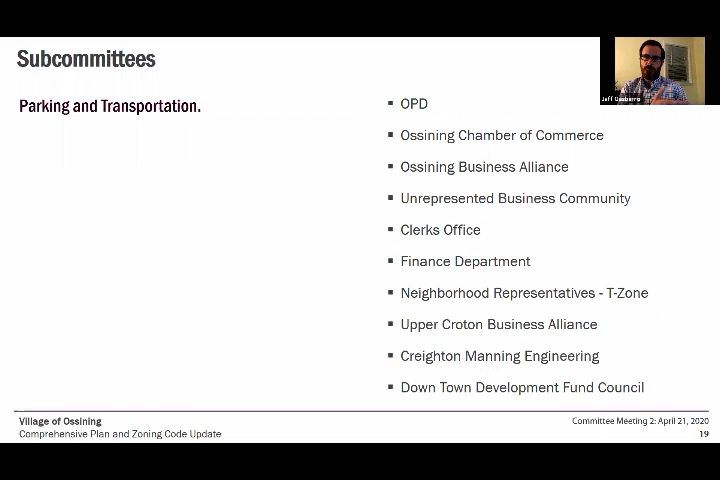 Subcommittees
Parking and Transportation.
▪ OPD
▪ Ossining Chamber of Commerce
▪ Ossining Business Alliance
▪ Unrepresented Business Community
▪ Clerks Office
▪ Finance Department
▪ Neighborhood Representatives - T-Zone
▪ Upper Croton Business Alliance
▪ Creighton Manning Engineering
▪ Down Town Development Fund Council
Jeff Gasbarro
Village of Ossining
Comprehensive Plan and Zoning Code Update
Committee Meeting 2: April 21, 2020
19